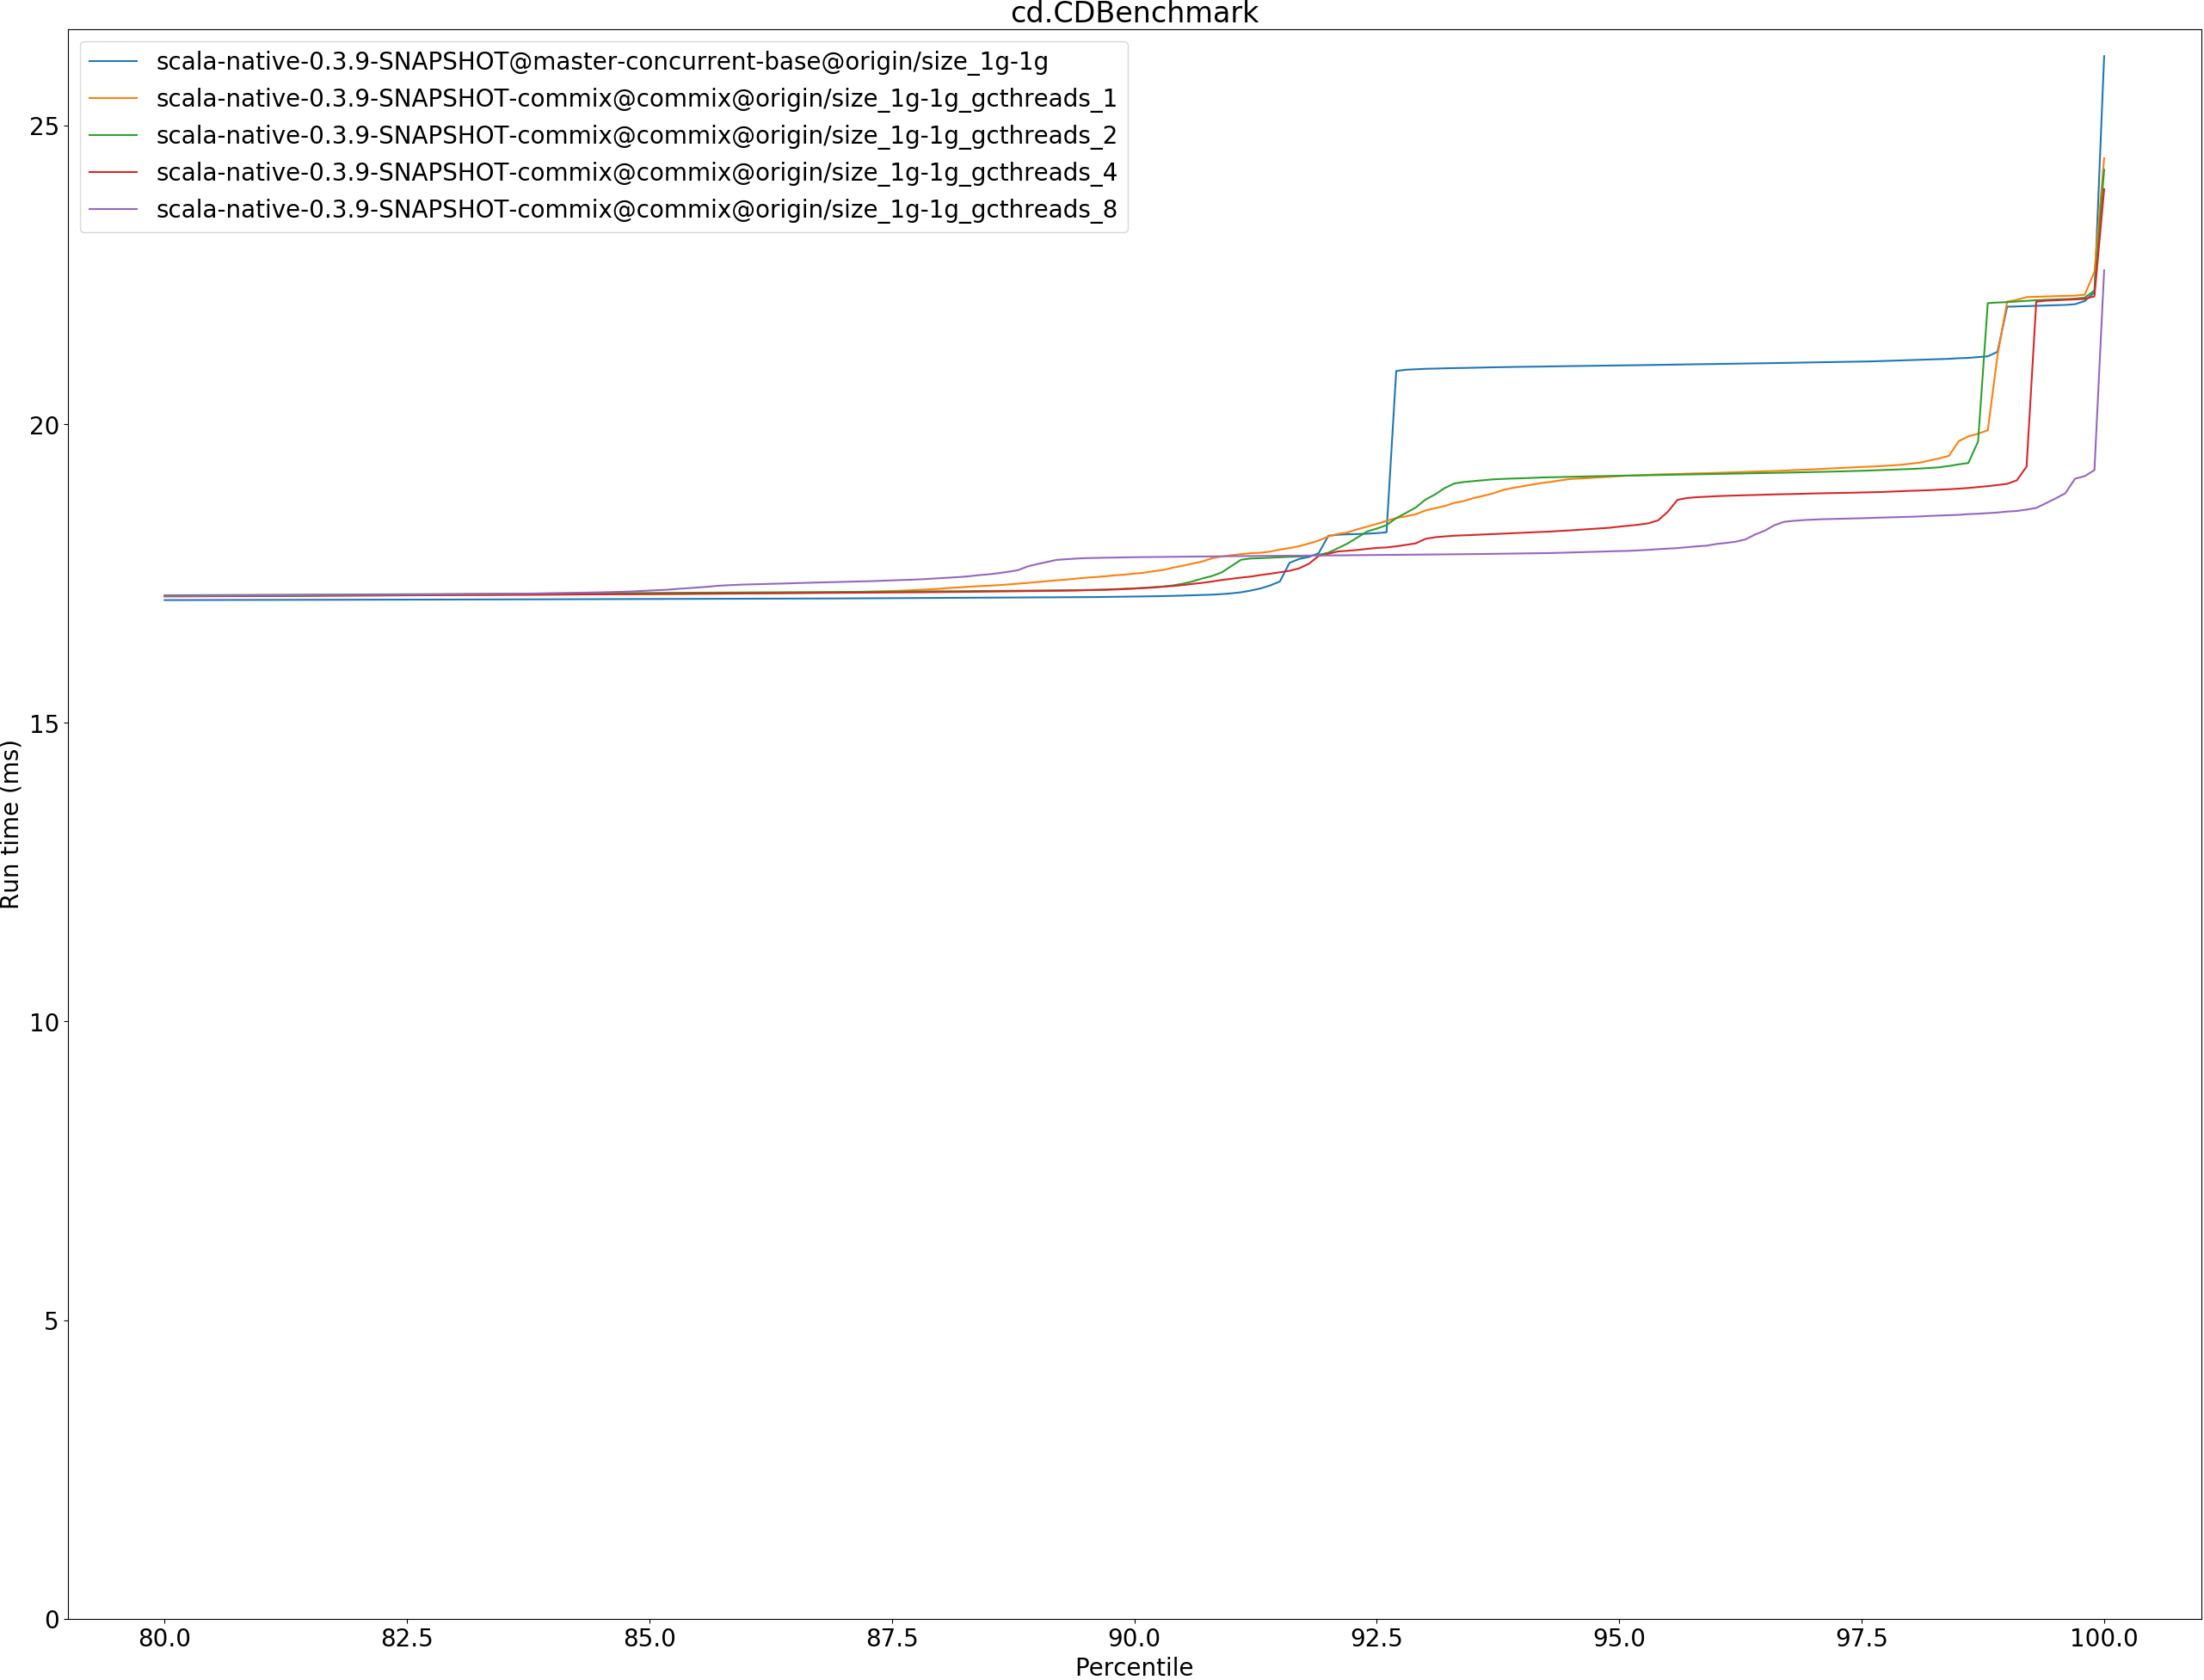 cd.CDBenchmark
scala-native-0.3.9-SNAPSHOT@master-concurrent-base@origin/size_1g-1g
scala-native-0.3.9-SNAPSHOT-commix@commix@origin/size_1g-1g_gcthreads_1
scala-native-0.3.9-SNAPSHOT-commix@commix@origin/size_1g-1g_gcthreads_2
scala-native-0.3.9-SNAPSHOT-commix@commix@origin/size_1g-1g_gcthreads_4
scala-native-0.3.9-SNAPSHOT-commix@commix@origin/size_1g-1g_gcthreads_8
25
20
15
10
5
0
Run time (ms)
80.0 82.5 85.0 87.5 90.0 92.5 95.0 97.5 100.0
Percentile